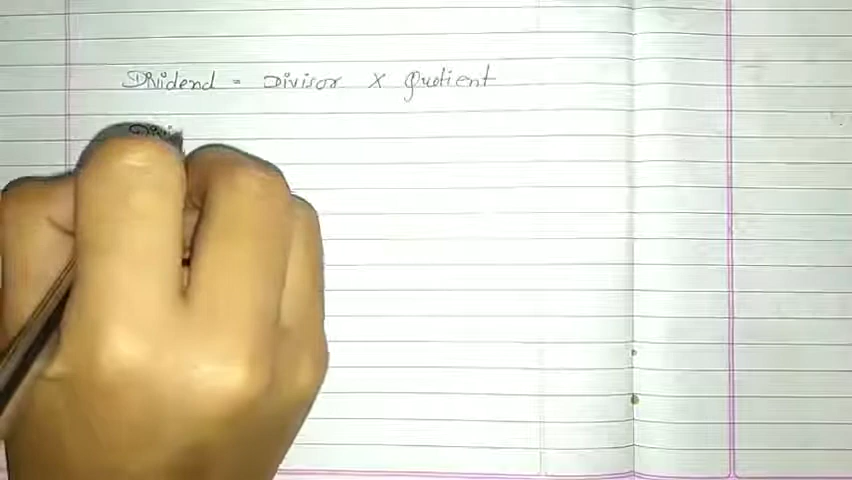 Dividend = Divisor × Quotient